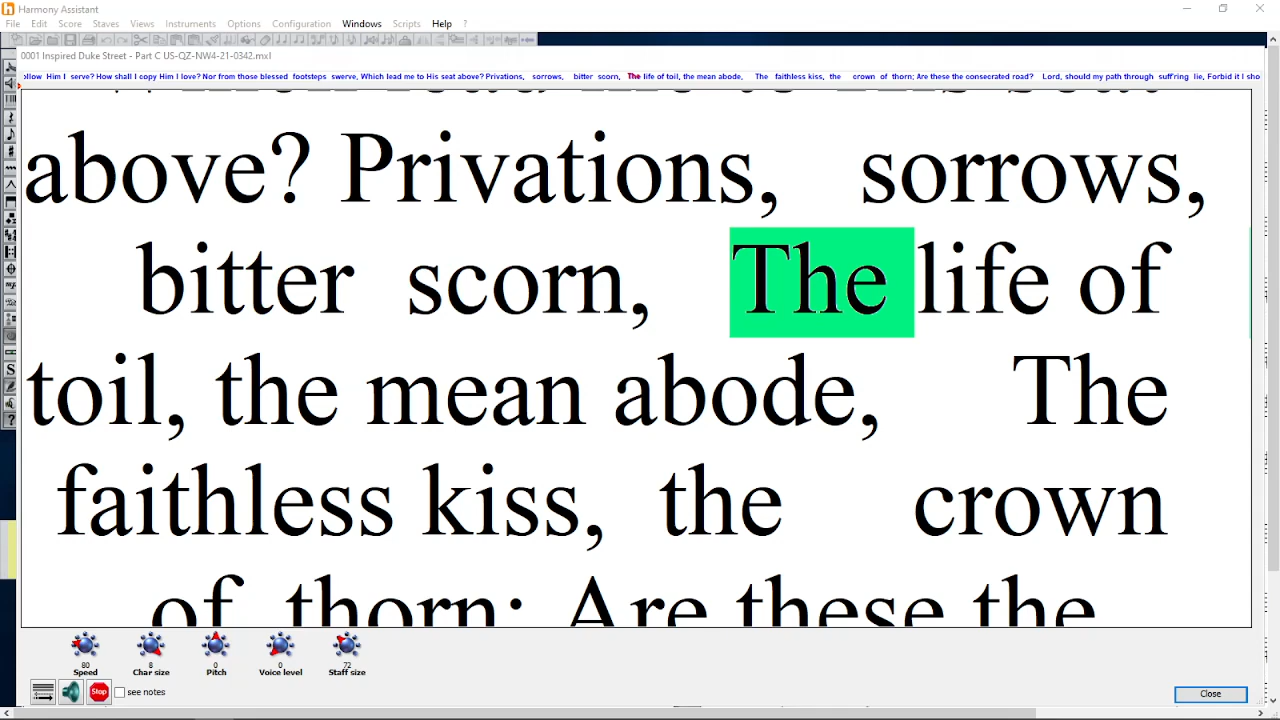 Harmony Assistant
File Edit Score Staves Views Instruments Options Configuration Windows Scripts Help ?
0001 Inspired Duke Street - Part C US-QZ-NW4-21-0342.mxl
ollow Him I serve? How shall I copy Him I love? Nor from those blessed footsteps swerve, Which lead me to His seat above? Privations, sorrows, bitter scorn, The life of toil, the mean abode, The faithless kiss, the crown of thorn; Are these the consecrated road? Lord, should my path through suff'ring lie, Forbid it I sho
above? Privations, sorrows,
bitter scorn, The life of
toil, the mean abode, The
faithless kiss, the crown
of thorn; Are these the
80 8 0 0 72
Speed Char size Pitch Voice level Staff size
Stop see notes
Close